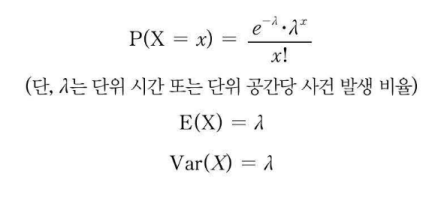 P(X = x) = e^{-λ}·λ^x / x!
(단, λ는 단위 시간 또는 단위 공간당 사건 발생 비율)
E(X) = λ
Var(X) = λ